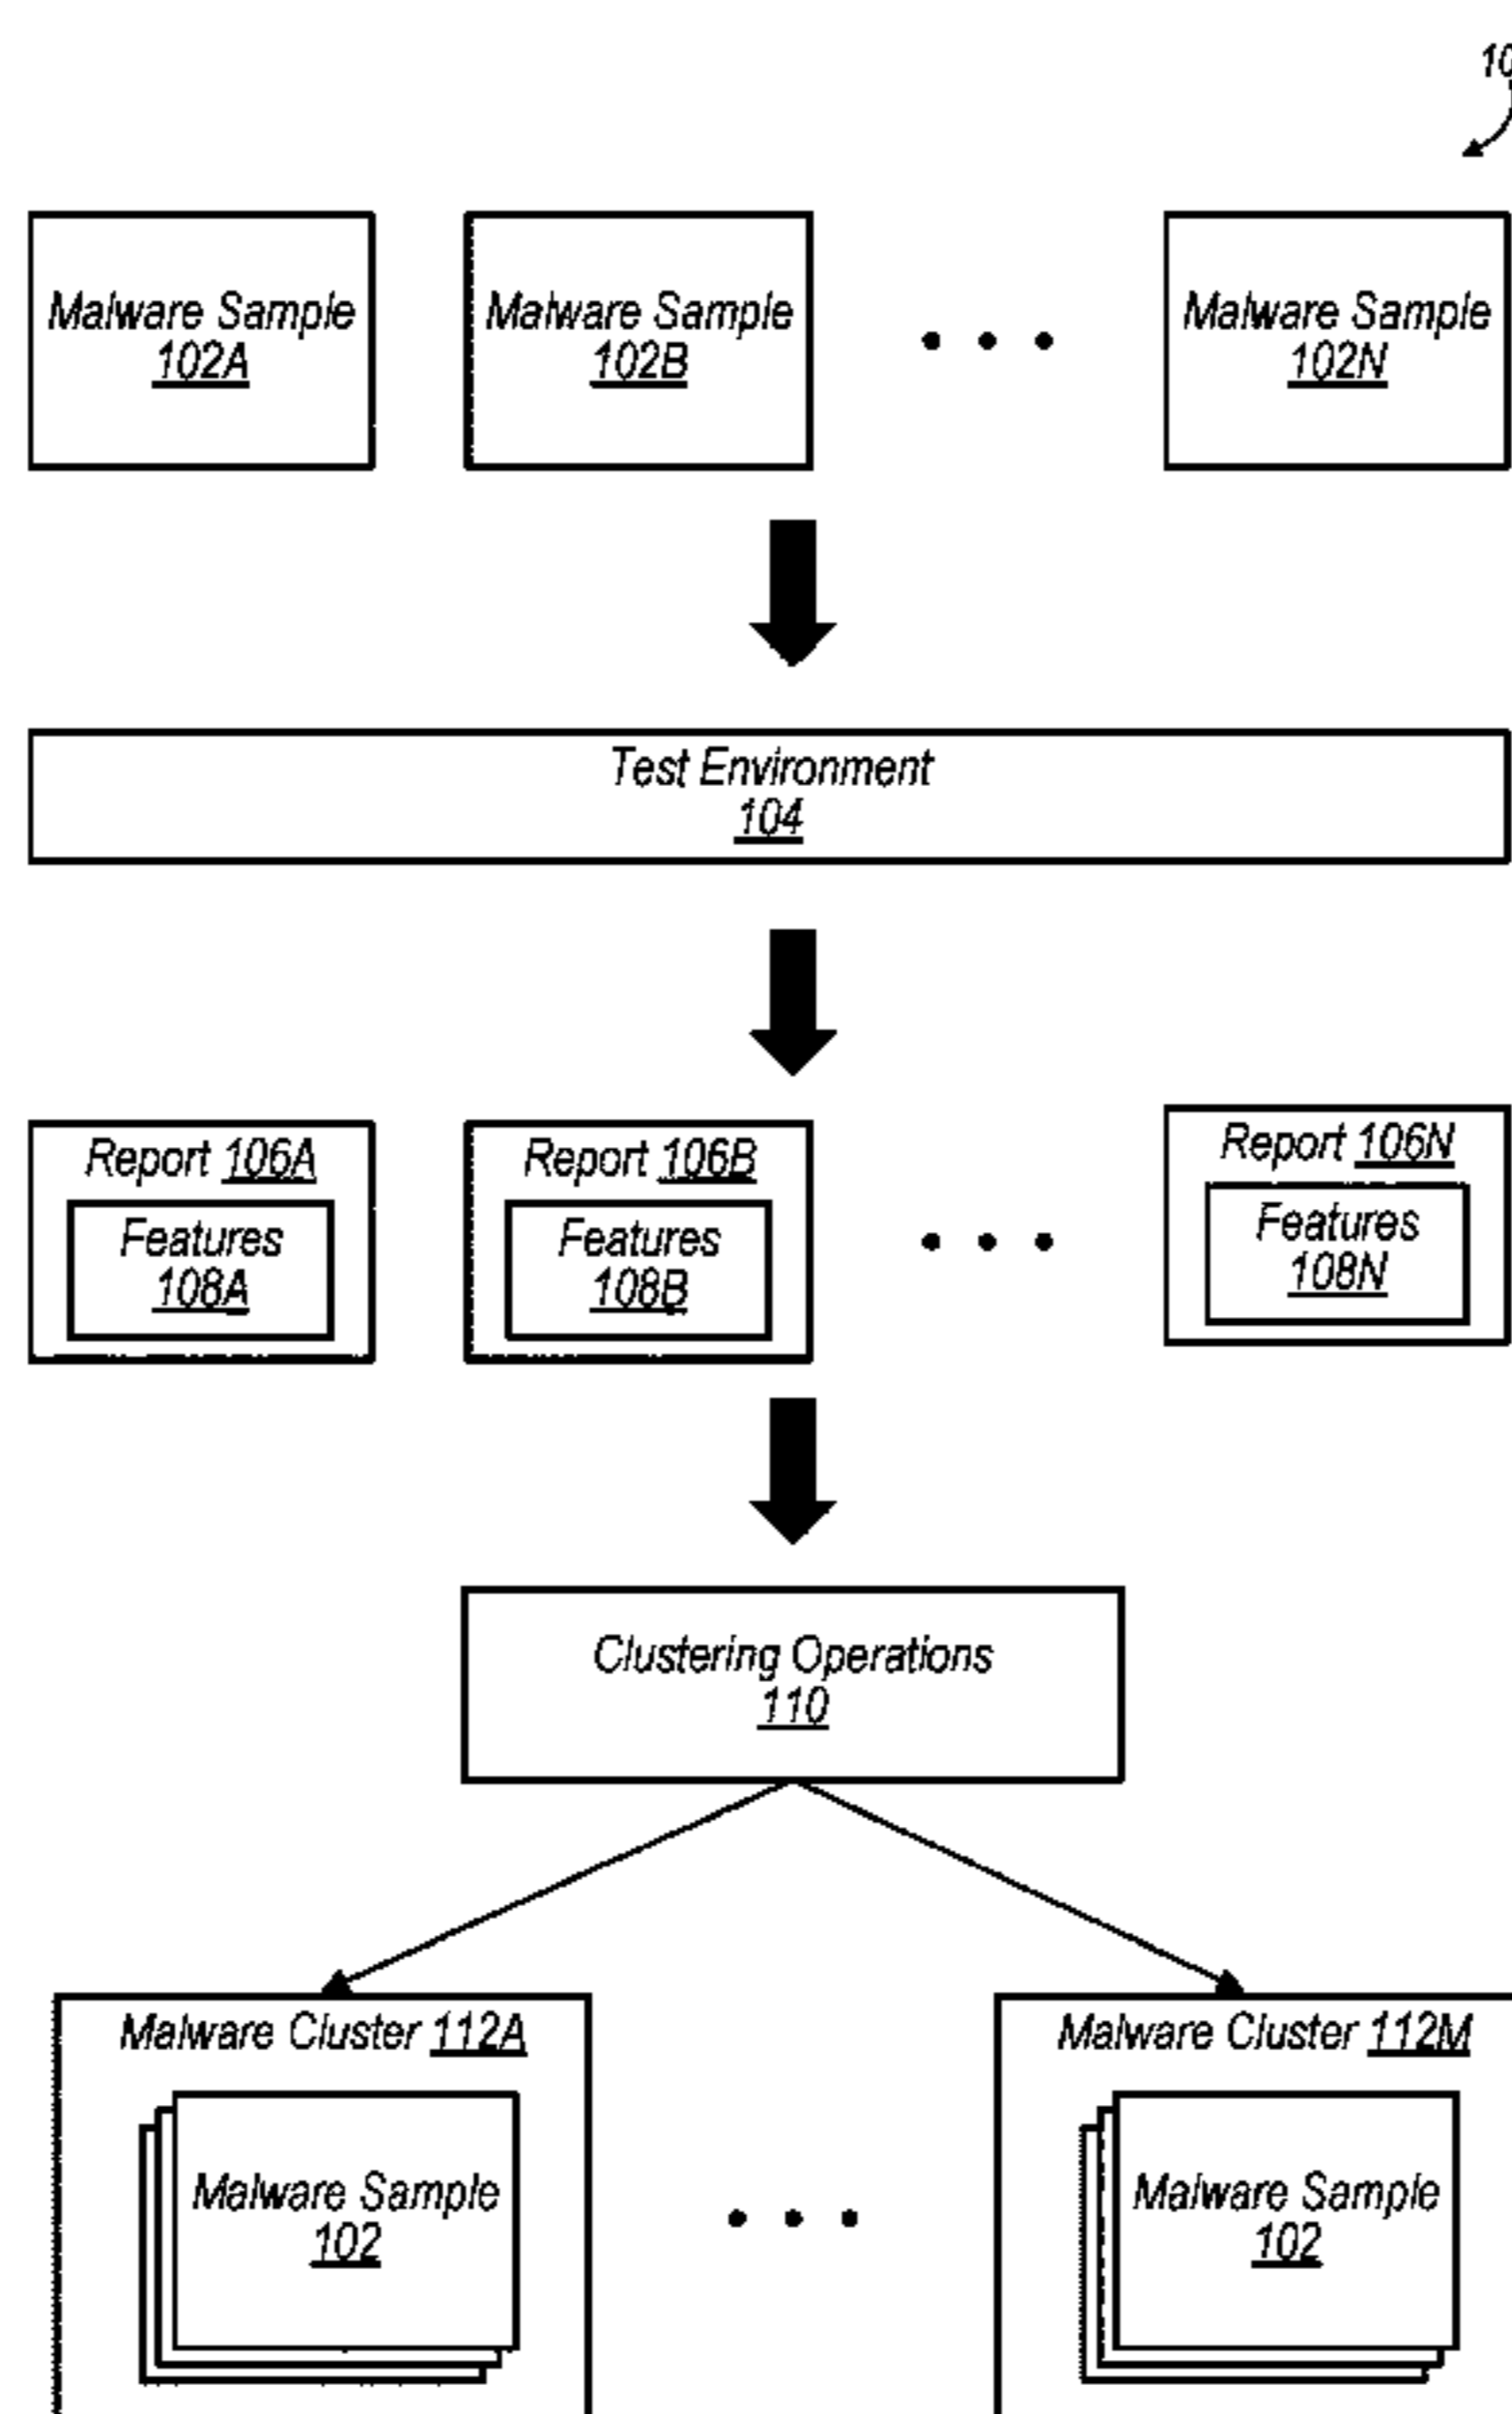 Malware Sample
102A
Malware Sample
102B
Malware Sample
102N
Test Environment
104
Report 106A
Features
108A
Report 106B
Features
108B
Report 106N
Features
108N
Clustering Operations
110
Malware Cluster 112A
Malware Sample
102
Malware Cluster 112M
Malware Sample
102